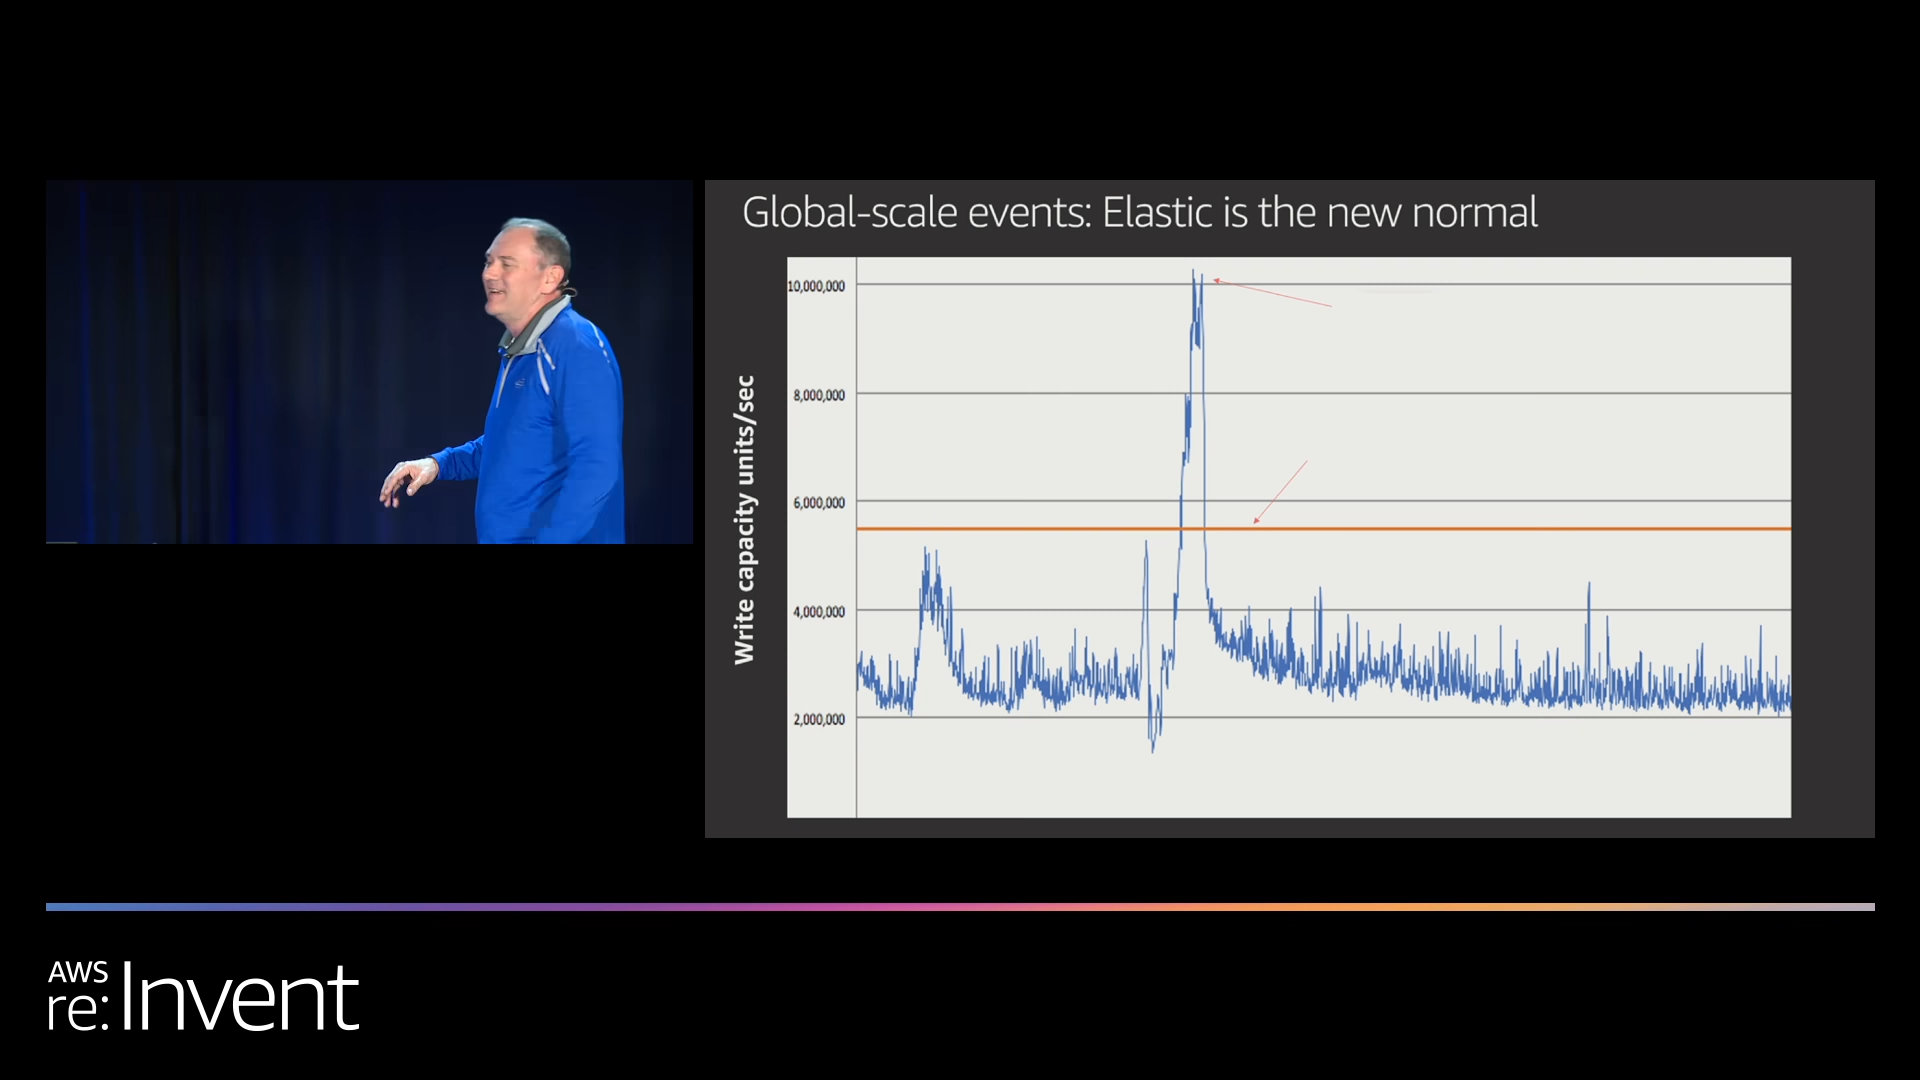 Global-scale events: Elastic is the new normal
Write capacity units/sec
10,000,000
8,000,000
6,000,000
4,000,000
2,000,000
AWS
re:Invent